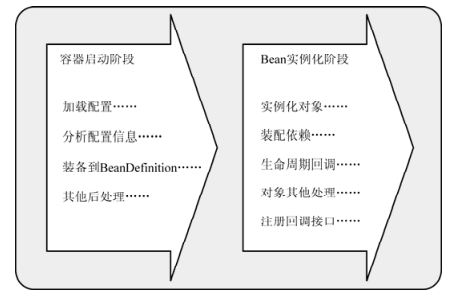 容器启动阶段
加载配置……
分析配置信息……
装备到BeanDefinition……
其他后处理……
Bean实例化阶段
实例化对象……
装配依赖……
生命周期回调……
对象其他处理……
注册回调接口……